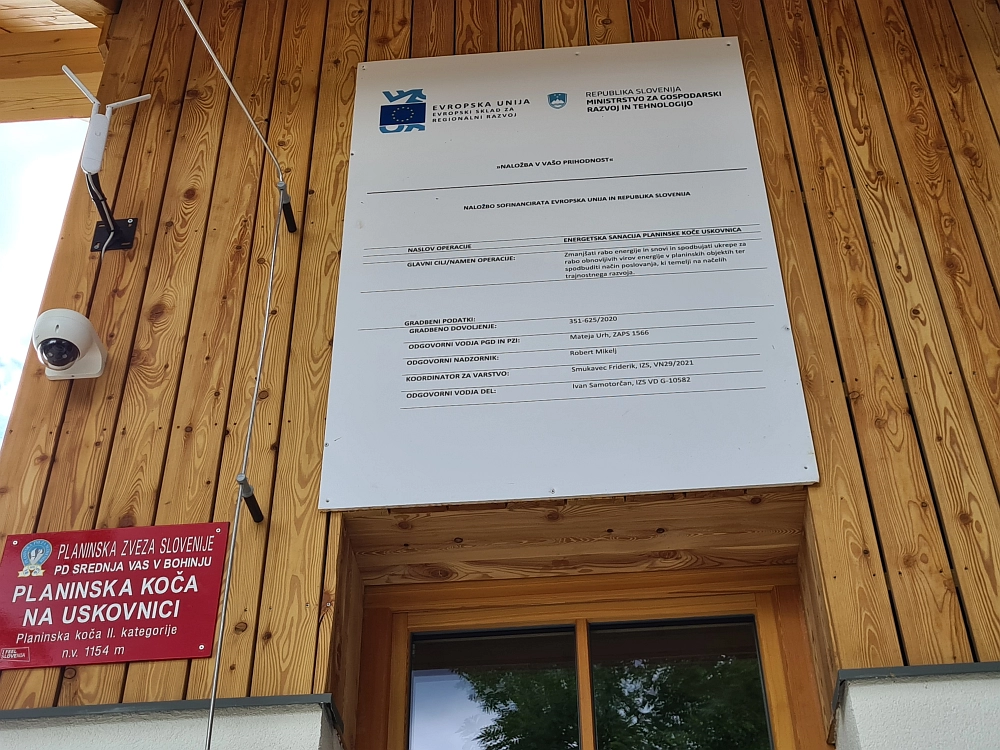 EVROPSKA UNIJA
EVROPSKI SKLAD ZA
REGIONALNI RAZVOJ
REPUBLIKA SLOVENIJA
MINISTRSTVO ZA GOSPODARSKI
RAZVOJ IN TEHNOLOGIJO
»NALOŽBA V VAŠO PRIHODNOST«
NALOŽBO SOFINANCIRATA EVROPSKA UNIJA IN REPUBLIKA SLOVENIJA
NASLOV OPERACIJE ENERGETSKA SANACIJA PLANINSKE KOČE USKOVNICA
GLAVNI CILJ/NAMEN OPERACIJE: Zmanjšati rabo energije in snovi in spodbujati ukrepe za
rabo obnovljivih virov energije v planinskih objektih ter
spodbuditi način poslovanja, ki temelji na načelih
trajnostnega razvoja.
GRADBENI PODATKI:
GRADBENO DOVOLJENJE: 351-625/2020
ODGOVORNI VODJA PGD IN PZI: Mateja Urh, ZAPS 1566
ODGOVORNI NADZORNIK: Robert Mikelj
KOORDINATOR ZA VARSTVO: Smukavec Friderik, IZS, VN29/2021
ODGOVORNI VODJA DEL: Ivan Samotorčan, IZS VD G-10582
PLANINSKA ZVEZA SLOVENIJE
PD SREDNJA VAS V BOHINJU
PLANINSKA KOČA
NA USKOVNICI
Planinska koča II. kategorije
n.v. 1154 m
I FEEL
SLOVENIA